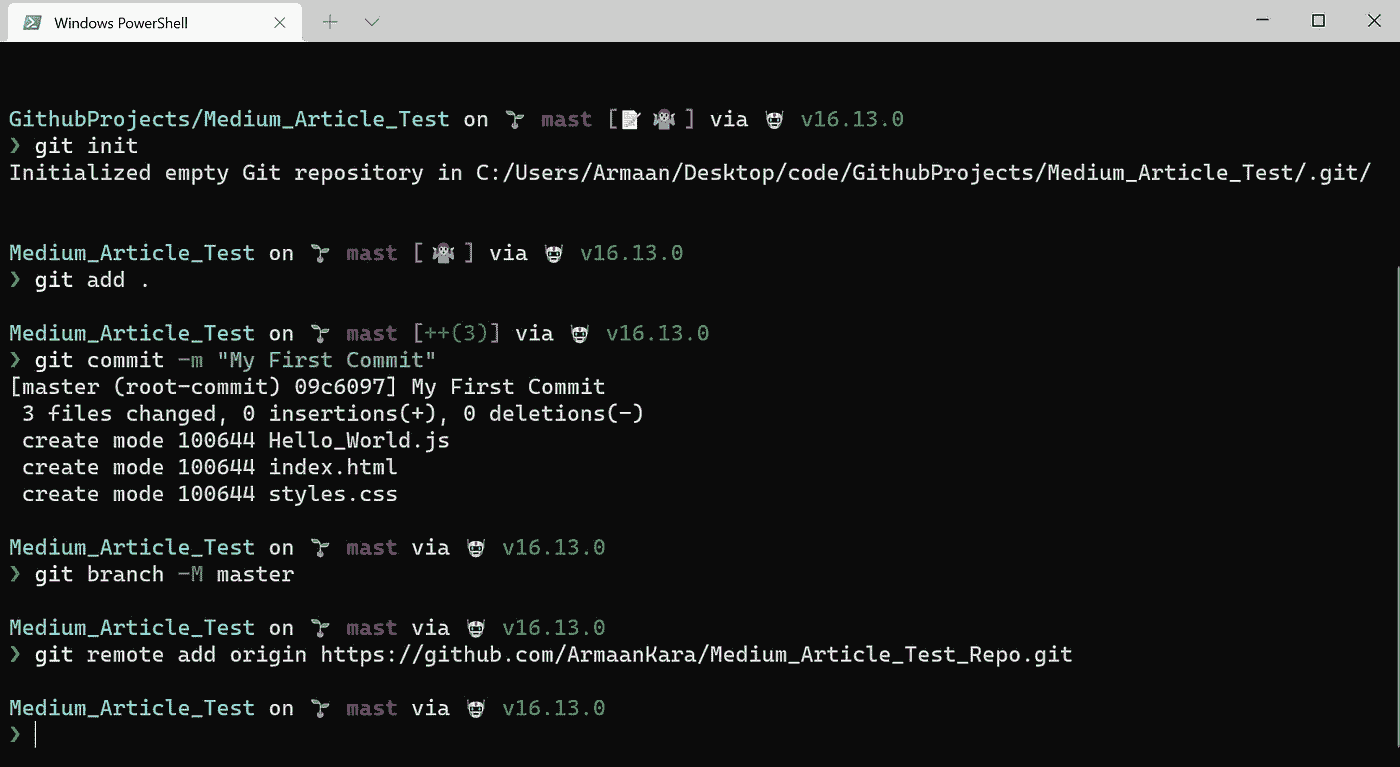 Windows PowerShell
GithubProjects/Medium_Article_Test on mast [📝 🤷 ] via v16.13.0
❯ git init
Initialized empty Git repository in C:/Users/Armaan/Desktop/code/GithubProjects/Medium_Article_Test/.git/
Medium_Article_Test on mast [ 🤷 ] via v16.13.0
❯ git add .
Medium_Article_Test on mast [++(3)] via v16.13.0
❯ git commit -m "My First Commit"
[master (root-commit) 09c6097] My First Commit
3 files changed, 0 insertions(+), 0 deletions(-)
create mode 100644 Hello_World.js
create mode 100644 index.html
create mode 100644 styles.css
Medium_Article_Test on mast via v16.13.0
❯ git branch -M master
Medium_Article_Test on mast via v16.13.0
❯ git remote add origin https://github.com/ArmaanKara/Medium_Article_Test_Repo.git
Medium_Article_Test on mast via v16.13.0
❯